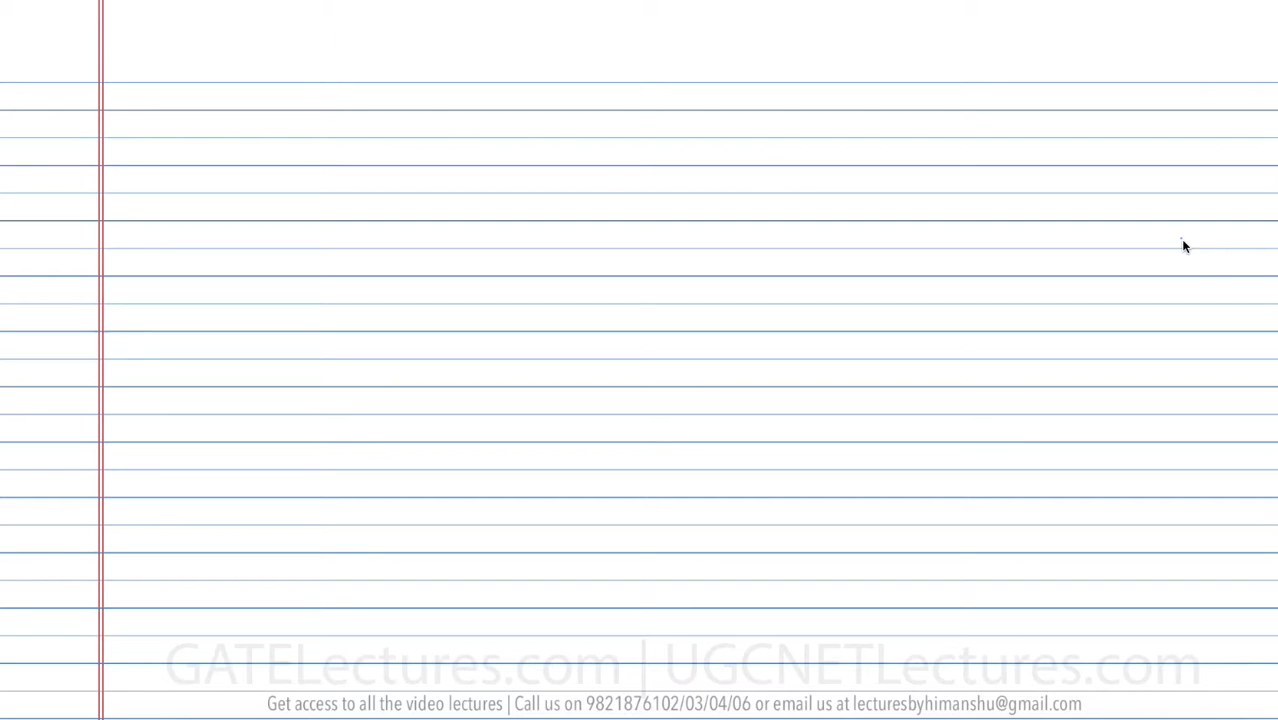 GATELectures.com | UGCNETLectures.com
Get access to all the video lectures | Call us on 9821876102/03/04/06 or email us at lecturesbyhimanshu@gmail.com